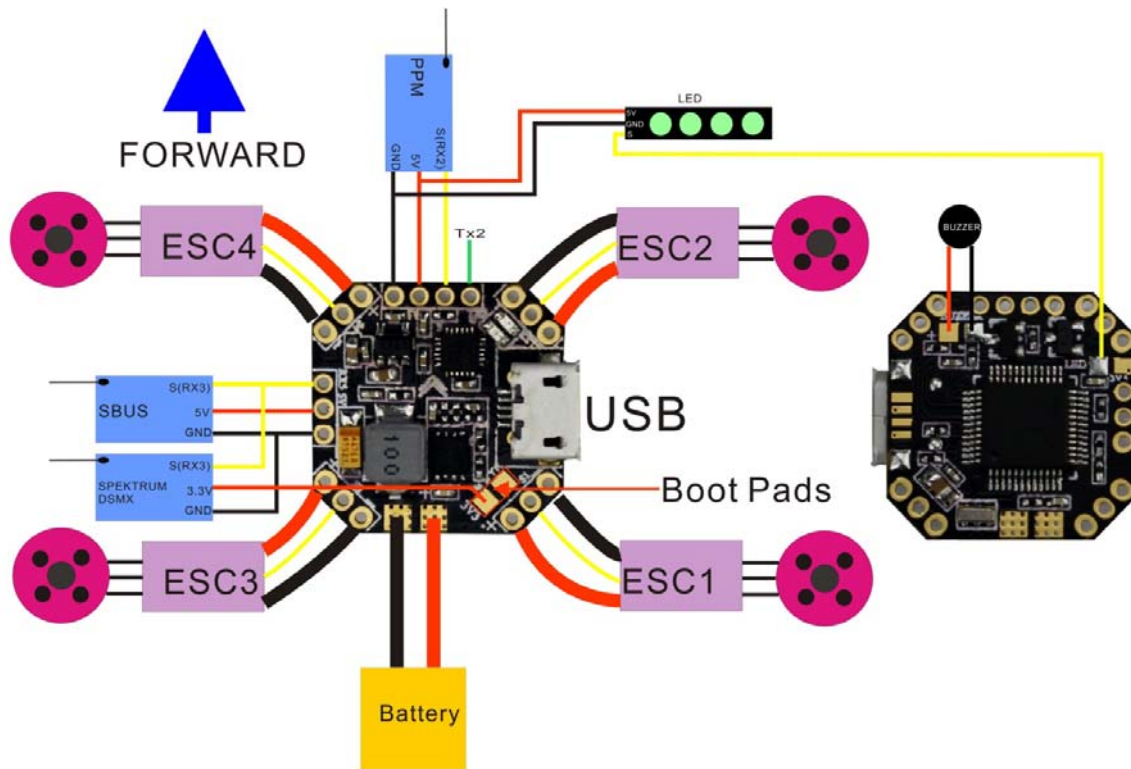 FORWARD
PPM
GND
5V
S(RX2)
Tx2
LED
5V
GND
S
ESC4
ESC2
BUZZER
SBUS
S(RX3)
5V
GND
SPEKTRUM
DSMX
S(RX3)
3.3V
GND
100
USB
3V3
Boot Pads
ESC3
ESC1
Battery